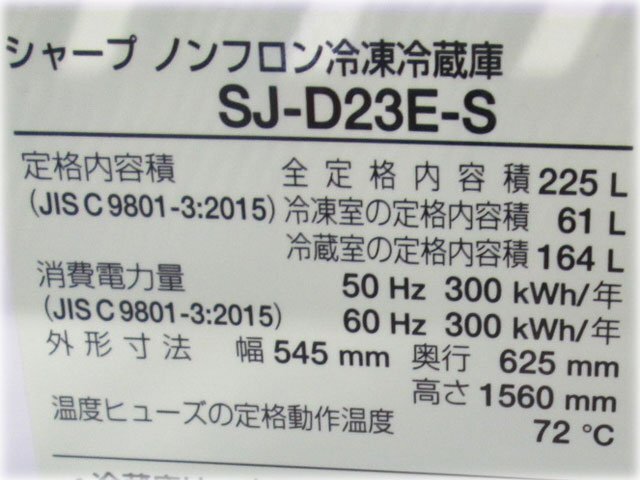 シャープ ノンフロン冷凍冷蔵庫
SJ-D23E-S
定格内容積 全定格内容積 225 L
(JIS C 9801-3:2015) 冷凍室の定格内容積 61 L
冷蔵室の定格内容積 164 L
消費電力量 50 Hz 300 kWh/年
(JIS C 9801-3:2015) 60 Hz 300 kWh/年
外形寸法 幅 545 mm 奥行 625 mm
高さ 1560 mm
温度ヒューズの定格動作温度 72 °C